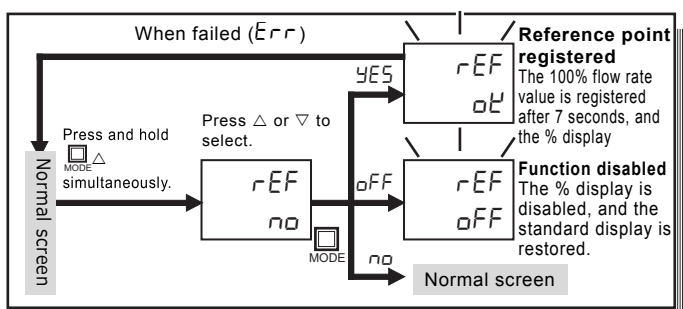 When failed (Err)
Press and hold
MODE △
simultaneously.
Normal screen
Press △ or ▽ to
select.
rEF
no
MODE
YES
rEF
oK
Reference point
registered
The 100% flow rate
value is registered
after 7 seconds, and
the % display
oFF
rEF
oFF
Function disabled
The % display is
disabled, and the
standard display is
restored.
no
Normal screen